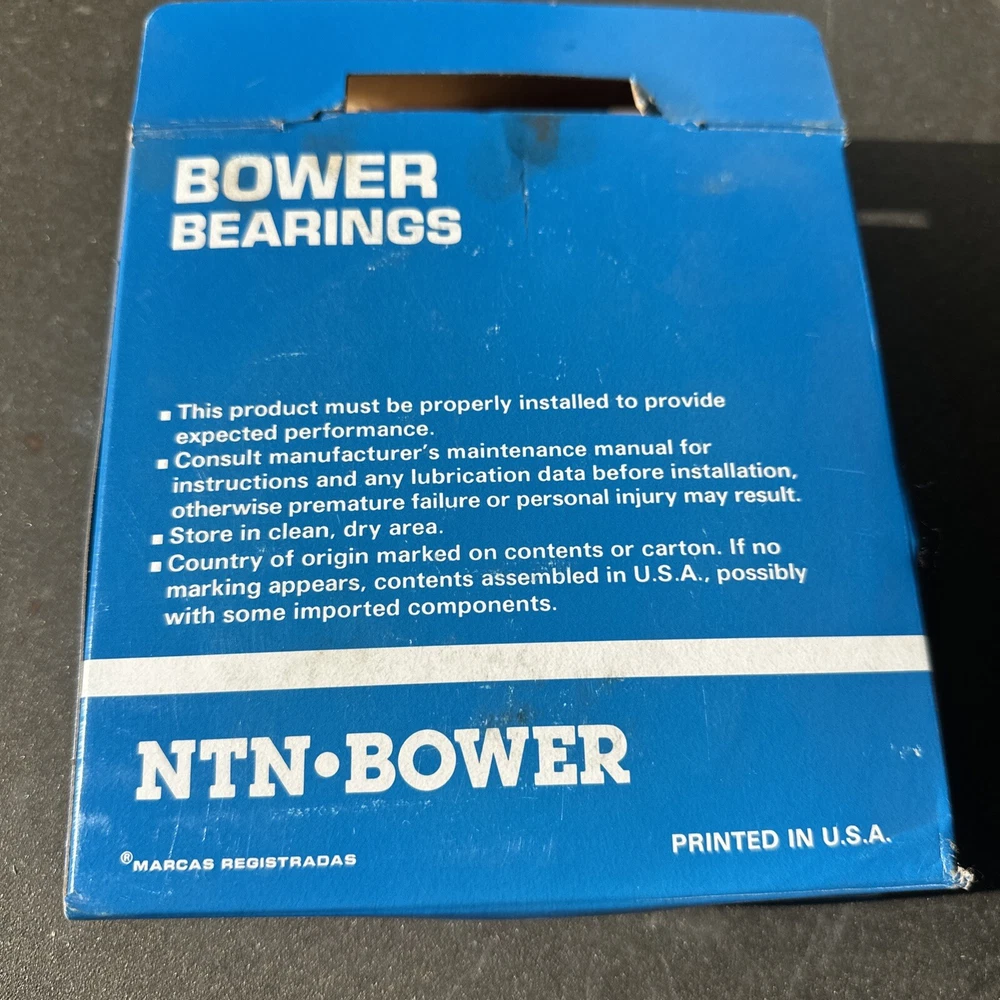 BOWER
BEARINGS
▪ This product must be properly installed to provide
expected performance.
▪ Consult manufacturer's maintenance manual for
instructions and any lubrication data before installation,
otherwise premature failure or personal injury may result.
▪ Store in clean, dry area.
▪ Country of origin marked on contents or carton. If no
marking appears, contents assembled in U.S.A., possibly
with some imported components.
NTN•BOWER
PRINTED IN U.S.A.
®MARCAS REGISTRADAS